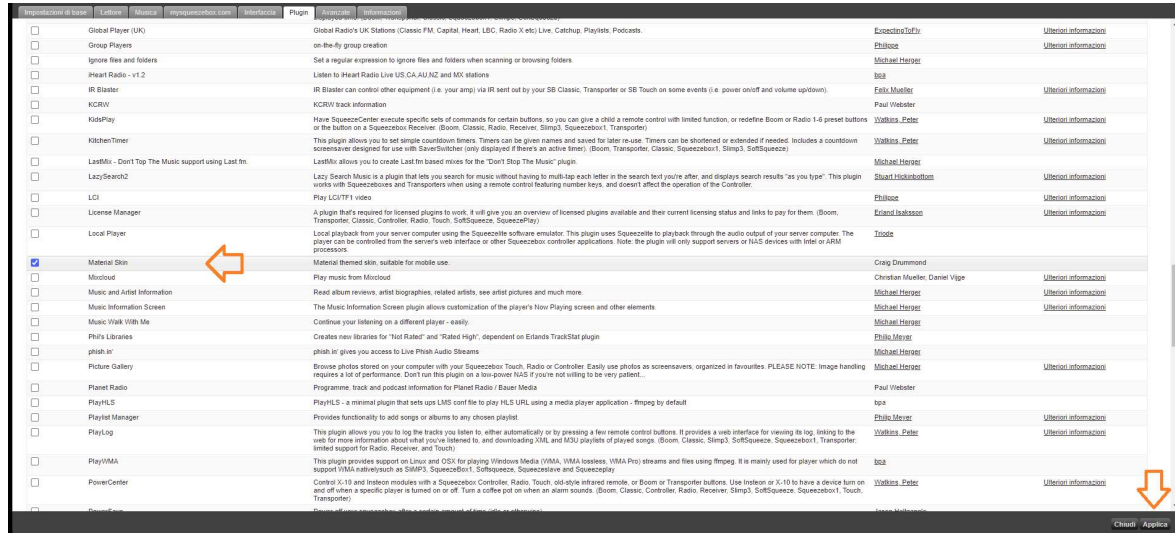 Impostazioni di base Lettore Musica mysqueezebox.com Interfaccia Plugin Avanzate Informazioni
Global Player (UK) Global Radio's UK Stations (Classic FM, Capital, Heart, LBC, Radio X etc) Live, Catchup, Playlists, Podcasts. ExpectingToFly Ulteriori informazioni
Group Players on-the-fly group creation Philippe Ulteriori informazioni
Ignore files and folders Set a regular expression to ignore files and folders when scanning or browsing folders. Michael Herger
iHeart Radio - v1.2 Listen to iHeart Radio Live US,CA,AU,NZ and MX stations bpa
IR Blaster IR Blaster can control other equipment (i.e. your amp) via IR sent out by your SB Classic, Transporter or SB Touch on some events (i.e. power on/off and volume up/down). Felix Mueller Ulteriori informazioni
KCRW KCRW track information Paul Webster
KidsPlay Have SqueezeCenter execute specific sets of commands for certain buttons, so you can give a child a remote control with limited function, or redefine Boom or Radio 1-6 preset buttons Watkins, Peter Ulteriori informazioni
or the button on a Squeezebox Receiver. (Boom, Classic, Radio, Receiver, Slimp3, Squeezebox1, Transporter)
KitchenTimer This plugin allows you to set simple countdown timers. Timers can be given names and saved for later re-use. Timers can be shortened or extended if needed. Includes a countdown Watkins, Peter Ulteriori informazioni
screensaver designed for use with SaverSwitcher (only displayed if there's an active timer). (Boom, Transporter, Classic, Squeezebox1, Slimp3, SoftSqueeze)
LastMix - Don't Top The Music support using Last fm. LastMix allows you to create Last.fm based mixes for the "Don't Stop The Music" plugin. Michael Herger
LazySearch2 Lazy Search Music is a plugin that lets you search for music without having to multi-tap each letter in the search text you're after, and displays search results "as you type". This plugin Stuart Hickinbottom Ulteriori informazioni
works with Squeezeboxes and Transporters when using a remote control featuring number keys, and doesn't affect the operation of the Controller.
LCI Play LCI/TF1 video Philippe Ulteriori informazioni
License Manager A plugin that's required for licensed plugins to work, it will give you an overview of licensed plugins available and their current licensing status and links to pay for them. (Boom, Erland Isaksson Ulteriori informazioni
Transporter, Classic, Controller, Radio, Touch, SoftSqueeze, SqueezePlay)
Local Player Local playback from your server computer using the Squeezelite software emulator. This plugin uses Squeezelite to playback through the audio output of your server computer. The Triode
player can be controlled from the server's web interface or other Squeezebox controller applications. Note: the plugin will only support servers or NAS devices with Intel or ARM
processors.
Material Skin Material themed skin, suitable for mobile use. Craig Drummond
Mixcloud Play music from Mixcloud Christian Mueller, Daniel Vijge Ulteriori informazioni
Music and Artist Information Read album reviews, artist biographies, related artists, see artist pictures and much more. Michael Herger Ulteriori informazioni
Music Information Screen The Music Information Screen plugin allows customization of the player's Now Playing screen and other elements. Michael Herger Ulteriori informazioni
Music Walk With Me Continue your listening on a different player - easily. Michael Herger
Phil's Libraries Creates new libraries for "Not Rated" and "Rated High", dependent on Erlands TrackStat plugin Philip Meyer
phish.in' phish.in' gives you access to Live Phish Audio Streams Michael Herger
Picture Gallery Browse photos stored on your computer with your Squeezebox Touch, Radio or Controller. Easily use photos as screensavers, organized in favourites. PLEASE NOTE: Image handling Michael Herger Ulteriori informazioni
requires a lot of performance. Don't run this plugin on a low-power NAS if you're not willing to be very patient...
Planet Radio Programme, track and podcast information for Planet Radio / Bauer Media Paul Webster
PlayHLS PlayHLS - a minimal plugin that sets ups LMS conf file to play HLS URL using a media player application - ffmpeg by default bpa
Playlist Manager Provides functionality to add songs or albums to any chosen playlist. Philip Meyer Ulteriori informazioni
PlayLog This plugin allows you you to log the tracks you listen to, either automatically or by pressing a few remote control buttons. It provides a web interface for viewing its log, linking to the Watkins, Peter Ulteriori informazioni
web for more information about what you've listened to, and downloading XML and M3U playlists of played songs. (Boom, Classic, Slimp3, SoftSqueeze, Squeezebox1, Transporter;
limited support for Radio, Receiver, and Touch)
PlayWMA This plugin provides support on Linux and OSX for playing Windows Media (WMA, WMA lossless, WMA Pro) streams and files using ffmpeg. It is mainly used for player which do not bpa
support WMA nativelysuch as SliMP3, SqueezeBox1, Softsqueeze, Squeezeslave and Squeezeplay
PowerCenter Control X-10 and Insteon modules with a Squeezebox Controller, Radio, Touch, old-style infrared remote, or Boom or Transporter buttons. Use Insteon or X-10 to have a device turn on Watkins, Peter Ulteriori informazioni
and off when a specific player is turned on or off. Turn a coffee pot on when an alarm sounds. (Boom, Classic, Controller, Radio, Receiver, Slimp3, SoftSqueeze, Squeezebox1, Touch,
Transporter)
Chiudi Applica